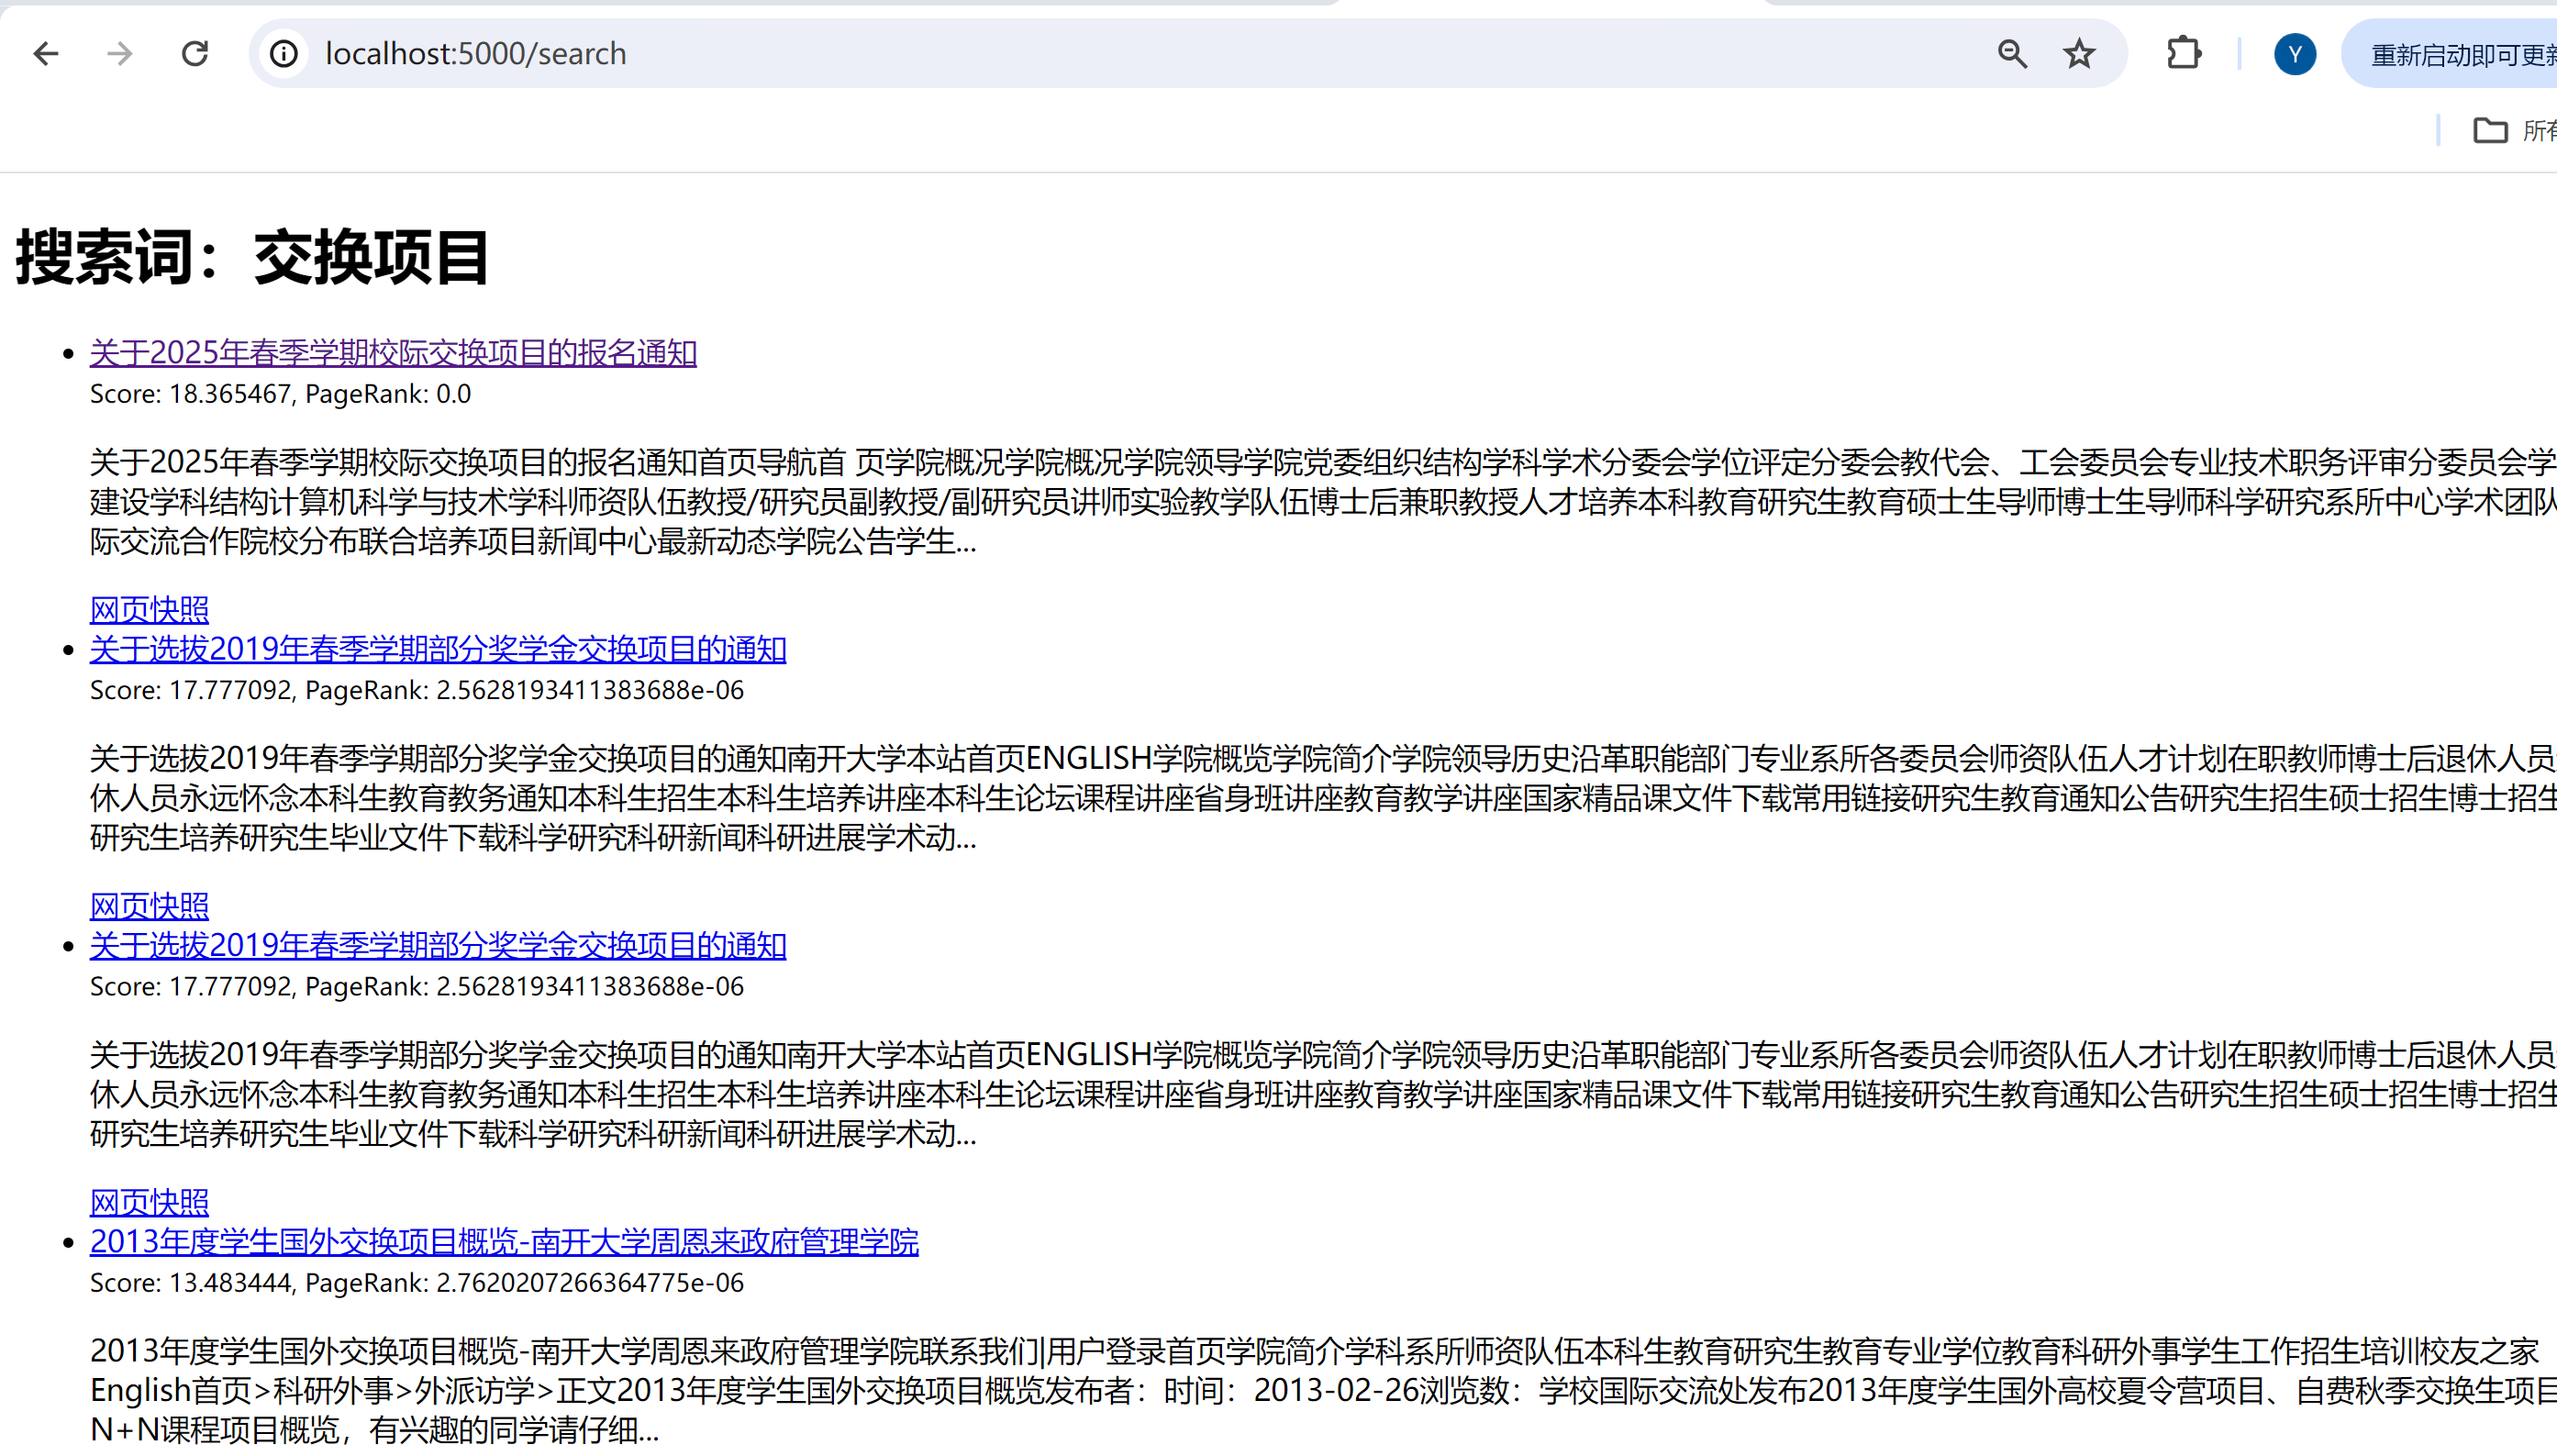 localhost:5000/search
Y
重新启动即可更新
所有
搜索词：交换项目
关于2025年春季学期校际交换项目的报名通知
Score: 18.365467, PageRank: 0.0
关于2025年春季学期校际交换项目的报名通知首页导航首 页学院概况学院概况学院领导学院党委组织结构学科学术分委会学位评定分委会教代会、工会委员会专业技术职务评审分委员会学
建设学科结构计算机科学与技术学科师资队伍教授/研究员副教授/副研究员讲师实验教学队伍博士后兼职教授人才培养本科教育研究生教育硕士生导师博士生导师科学研究系所中心学术团队
际交流合作院校分布联合培养项目新闻中心最新动态学院公告学生...
网页快照
关于选拔2019年春季学期部分奖学金交换项目的通知
Score: 17.777092, PageRank: 2.5628193411383688e-06
关于选拔2019年春季学期部分奖学金交换项目的通知南开大学本站首页ENGLISH学院概览学院简介学院领导历史沿革职能部门专业系所各委员会师资队伍人才计划在职教师博士后退休人员
休人员永远怀念本科生教育教务通知本科生招生本科生培养讲座本科生论坛课程讲座省身班讲座教育教学讲座国家精品课文件下载常用链接研究生教育通知公告研究生招生硕士招生博士招生
研究生培养研究生毕业文件下载科学研究科研新闻科研进展学术动...
网页快照
关于选拔2019年春季学期部分奖学金交换项目的通知
Score: 17.777092, PageRank: 2.5628193411383688e-06
关于选拔2019年春季学期部分奖学金交换项目的通知南开大学本站首页ENGLISH学院概览学院简介学院领导历史沿革职能部门专业系所各委员会师资队伍人才计划在职教师博士后退休人员
休人员永远怀念本科生教育教务通知本科生招生本科生培养讲座本科生论坛课程讲座省身班讲座教育教学讲座国家精品课文件下载常用链接研究生教育通知公告研究生招生硕士招生博士招生
研究生培养研究生毕业文件下载科学研究科研新闻科研进展学术动...
网页快照
2013年度学生国外交换项目概览-南开大学周恩来政府管理学院
Score: 13.483444, PageRank: 2.7620207266364775e-06
2013年度学生国外交换项目概览-南开大学周恩来政府管理学院联系我们|用户登录首页学院简介学科系所师资队伍本科生教育研究生教育专业学位教育科研外事学生工作招生培训校友之家
English首页>科研外事>外派访学>正文2013年度学生国外交换项目概览发布者：时间：2013-02-26浏览数：学校国际交流处发布2013年度学生国外高校夏令营项目、自费秋季交换生项目
N+N课程项目概览，有兴趣的同学请仔细...